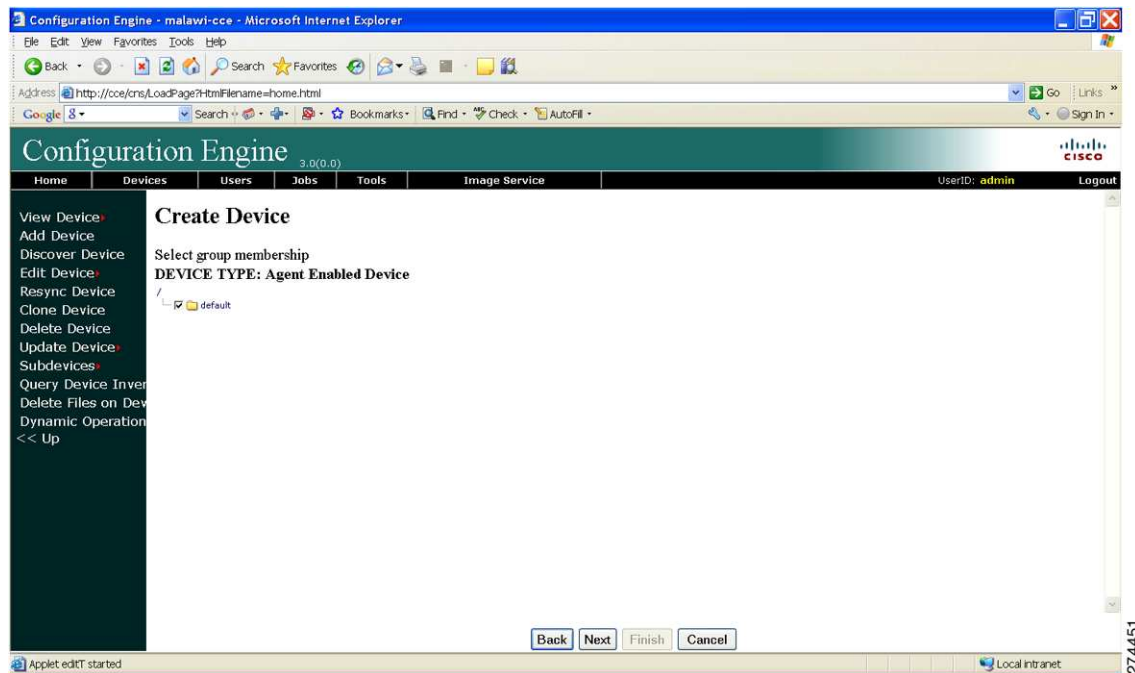 Configuration Engine - malawi-cce - Microsoft Internet Explorer
File Edit View Favorites Tools Help
Back Search Favorites
Address http://cce/cns/LoadPage?HtmlFilename=home.html Go Links »
Google Search Bookmarks Find Check AutoFill Sign In
Configuration Engine 3.0(0.0)
CISCO
Home Devices Users Jobs Tools Image Service UserID: admin Logout
View Device
Add Device
Discover Device
Edit Device
Resync Device
Clone Device
Delete Device
Update Device
Subdevices
Query Device Inver
Delete Files on Dev
Dynamic Operation
<< Up
Create Device
Select group membership
DEVICE TYPE: Agent Enabled Device
/
default
Back Next Finish Cancel
Applet editT started Local intranet
274451